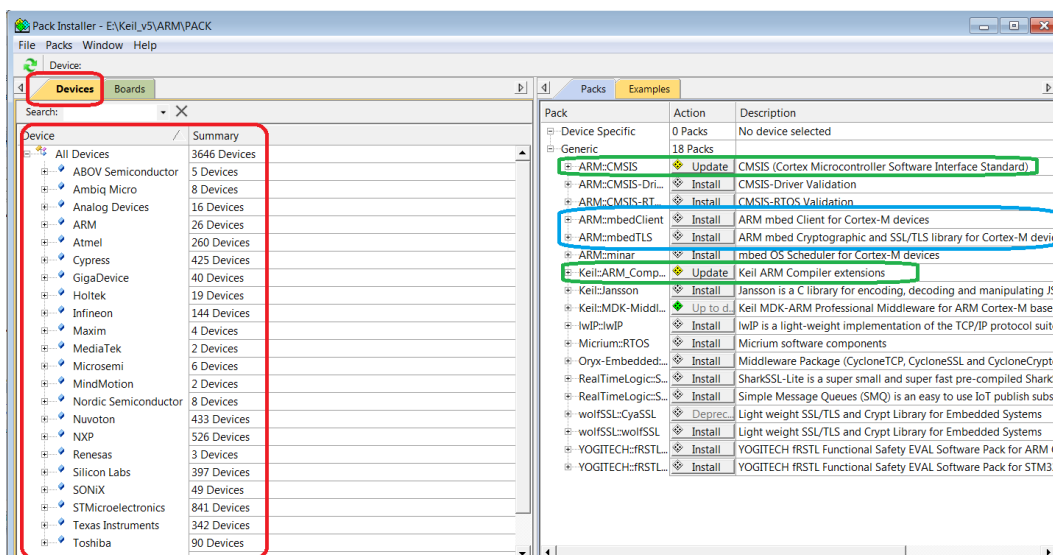 Pack Installer - E:\Keil_v5\ARM\PACK
File Packs Window Help
Device:
Devices Boards
Search:
Device Summary
All Devices 3646 Devices
ABOV Semiconductor 5 Devices
Ambiq Micro 8 Devices
Analog Devices 16 Devices
ARM 26 Devices
Atmel 260 Devices
Cypress 425 Devices
GigaDevice 40 Devices
Holtek 19 Devices
Infineon 144 Devices
Maxim 4 Devices
MediaTek 2 Devices
Microsemi 6 Devices
MindMotion 2 Devices
Nordic Semiconductor 8 Devices
Nuvoton 433 Devices
NXP 526 Devices
Renesas 3 Devices
Silicon Labs 397 Devices
SONiX 49 Devices
STMicroelectronics 841 Devices
Texas Instruments 342 Devices
Toshiba 90 Devices
Packs Examples
Pack Action Description
Device Specific 0 Packs No device selected
Generic 18 Packs
ARM::CMSIS Update CMSIS (Cortex Microcontroller Software Interface Standard)
ARM::CMSIS-Dri... Install CMSIS-Driver Validation
ARM::CMSIS-RT... Install CMSIS-RTOS Validation
ARM::mbedClient Install ARM mbed Client for Cortex-M devices
ARM::mbedTLS Install ARM mbed Cryptographic and SSL/TLS library for Cortex-M devic
ARM::minar Install mbed OS Scheduler for Cortex-M devices
Keil::ARM_Comp... Update Keil ARM Compiler extensions
Keil::Jansson Install Jansson is a C library for encoding, decoding and manipulating JS
Keil::MDK-Middl... Up to d... Keil MDK-ARM Professional Middleware for ARM Cortex-M base
lwIP::lwIP Install lwIP is a light-weight implementation of the TCP/IP protocol suit
Micrium::RTOS Install Micrium software components
Oryx-Embedded:... Install Middleware Package (CycloneTCP, CycloneSSL and CycloneCrypt
RealTimeLogic::S... Install SharkSSL-Lite is a super small and super fast pre-compiled Shark
RealTimeLogic::S... Install Simple Message Queues (SMQ) is an easy to use IoT publish subs
wolfSSL::CyaSSL Deprec... Light weight SSL/TLS and Crypt Library for Embedded Systems
wolfSSL::wolfSSL Install Light weight SSL/TLS and Crypt Library for Embedded Systems
YOGITECH::fRSTL... Install YOGITECH fRSTL Functional Safety EVAL Software Pack for ARM
YOGITECH::fRSTL... Install YOGITECH fRSTL Functional Safety EVAL Software Pack for STM3